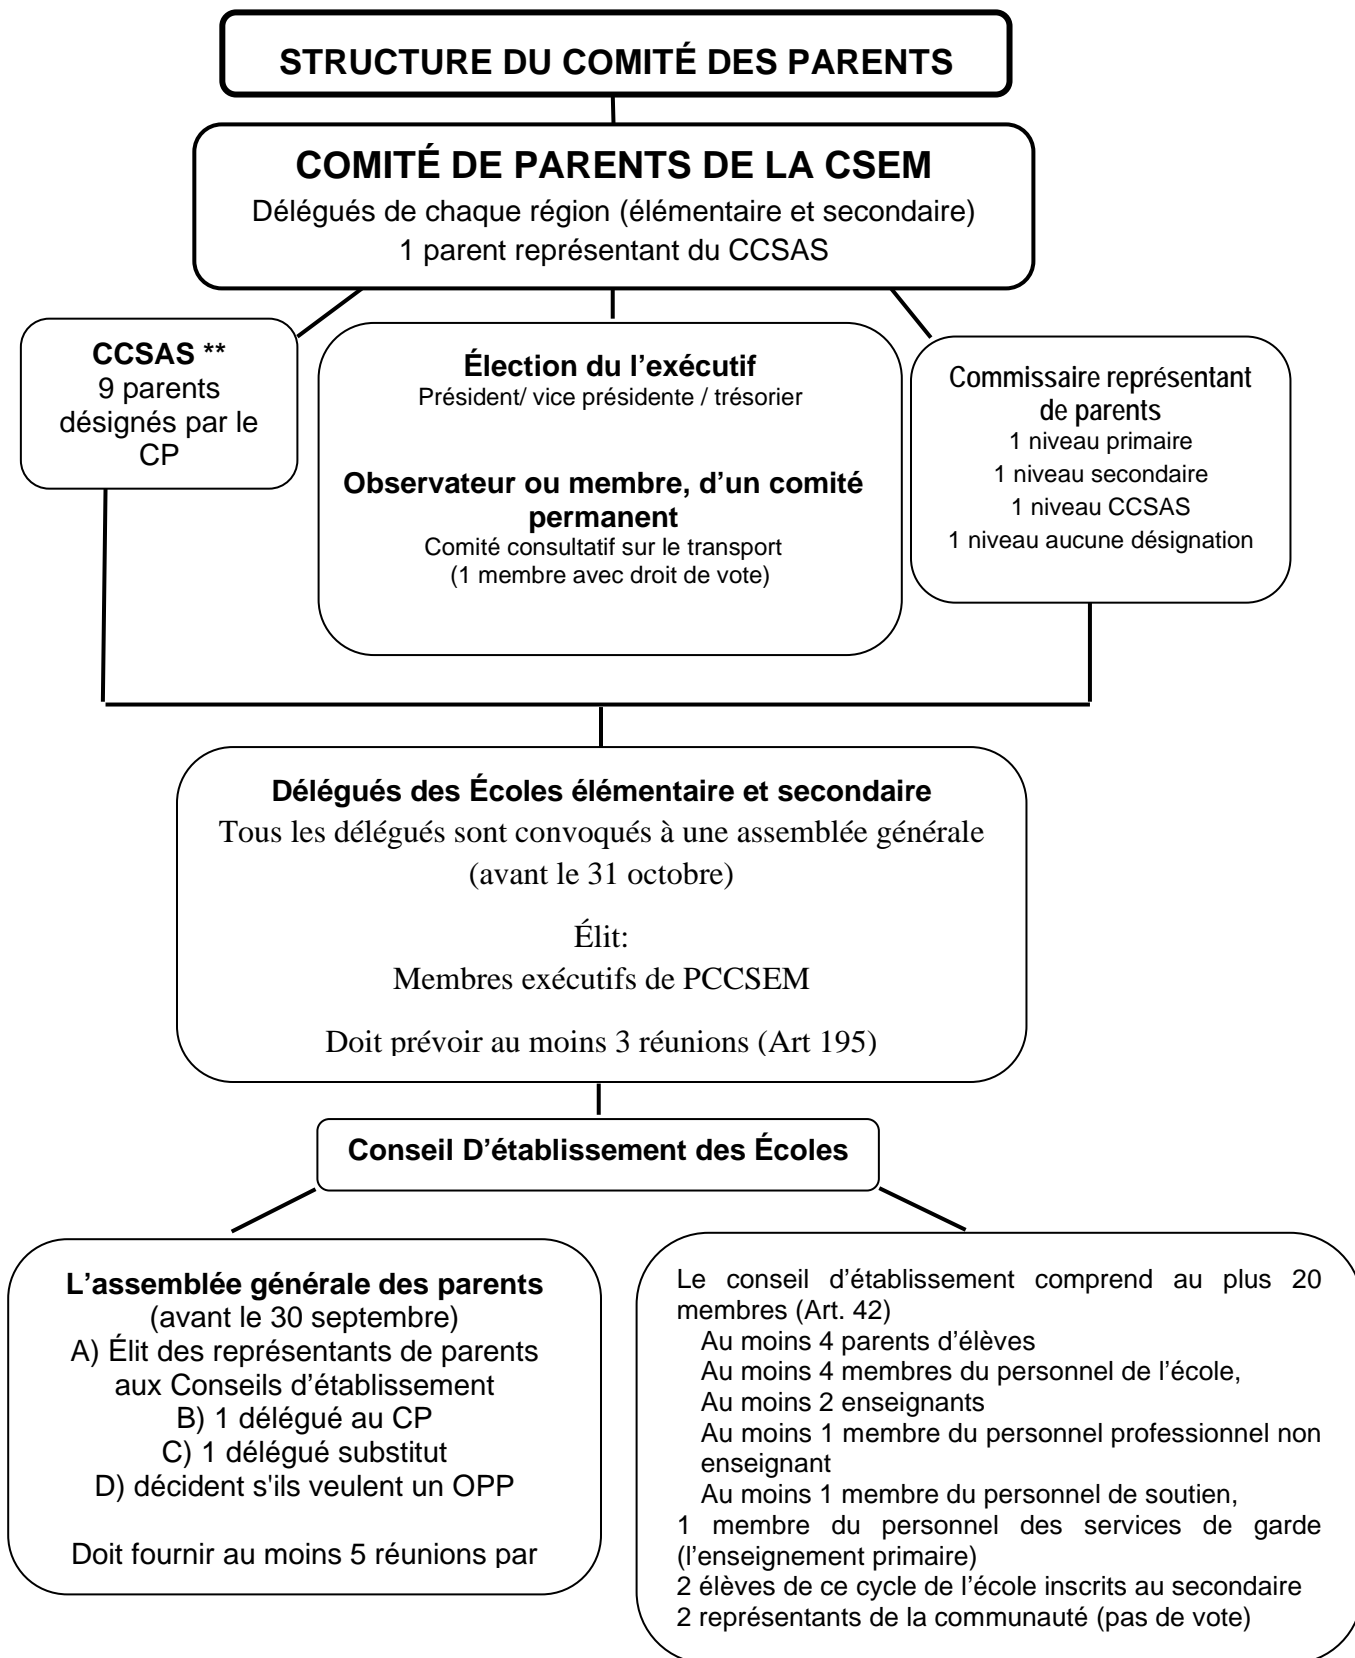 STRUCTURE DU COMITÉ DES PARENTS
COMITÉ DE PARENTS DE LA CSEM
Délégués de chaque région (élémentaire et secondaire)
1 parent représentant du CCSAS
CCSAS **
9 parents
désignés par le
CP
Élection du l’exécutif
Président/ vice présidente / trésorier
Observateur ou membre, d’un comité
permanent
Comité consultatif sur le transport
(1 membre avec droit de vote)
Commissaire représentant
de parents
1 niveau primaire
1 niveau secondaire
1 niveau CCSAS
1 niveau aucune désignation
Délégués des Écoles élémentaire et secondaire
Tous les délégués sont convoqués à une assemblée générale
(avant le 31 octobre)
Élit:
Membres exécutifs de PCCSEM
Doit prévoir au moins 3 réunions (Art 195)
Conseil D’établissement des Écoles
L’assemblée générale des parents
(avant le 30 septembre)
A) Élit des représentants de parents
aux Conseils d’établissement
B) 1 délégué au CP
C) 1 délégué substitut
D) décident s'ils veulent un OPP
Doit fournir au moins 5 réunions par
Le conseil d’établissement comprend au plus 20
membres (Art. 42)
Au moins 4 parents d’élèves
Au moins 4 membres du personnel de l’école,
Au moins 2 enseignants
Au moins 1 membre du personnel professionnel non
enseignant
Au moins 1 membre du personnel de soutien,
1 membre du personnel des services de garde
(l’enseignement primaire)
2 élèves de ce cycle de l’école inscrits au secondaire
2 représentants de la communauté (pas de vote)